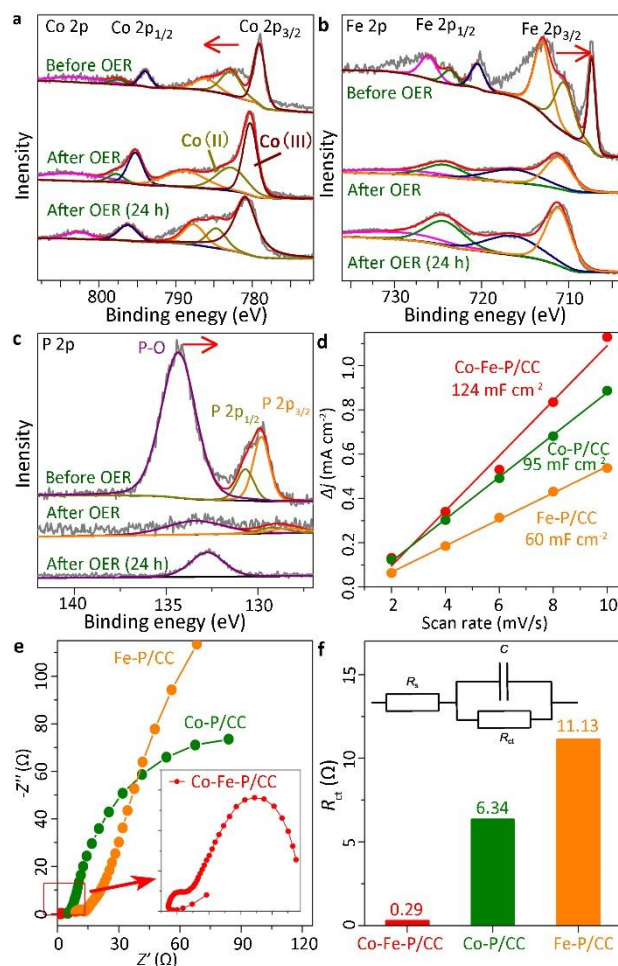 a Co 2p Co 2p1/2 Co 2p3/2
Before OER
Co (II) Co (III)
After OER
After OER (24 h)
Inensity
800 790 780
Binding energy (eV)
b Fe 2p Fe 2p1/2 Fe 2p3/2
Before OER
After OER
After OER (24 h)
Inensity
730 720 710
Binding energy (eV)
c P 2p
P-O
P 2p1/2 P 2p3/2
Before OER
After OER
After OER (24 h)
Inensity
140 135 130
Binding energy (eV)
d
Co-Fe-P/CC
124 mF cm-2
Co-P/CC
95 mF cm-2
Fe-P/CC
60 mF cm-2
Δj (mA cm-2)
0.0 0.2 0.4 0.6 0.8 1.0
2 4 6 8 10
Scan rate (mV/s)
e
Fe-P/CC
Co-P/CC
Co-Fe-P/CC
-Z'' (Ω)
0 20 40 60 80 100
0 30 60 90 120
Z' (Ω)
f
C
Rs
Rct
11.13
6.34
0.29
Rct (Ω)
0 5 10 15
Co-Fe-P/CC Co-P/CC Fe-P/CC